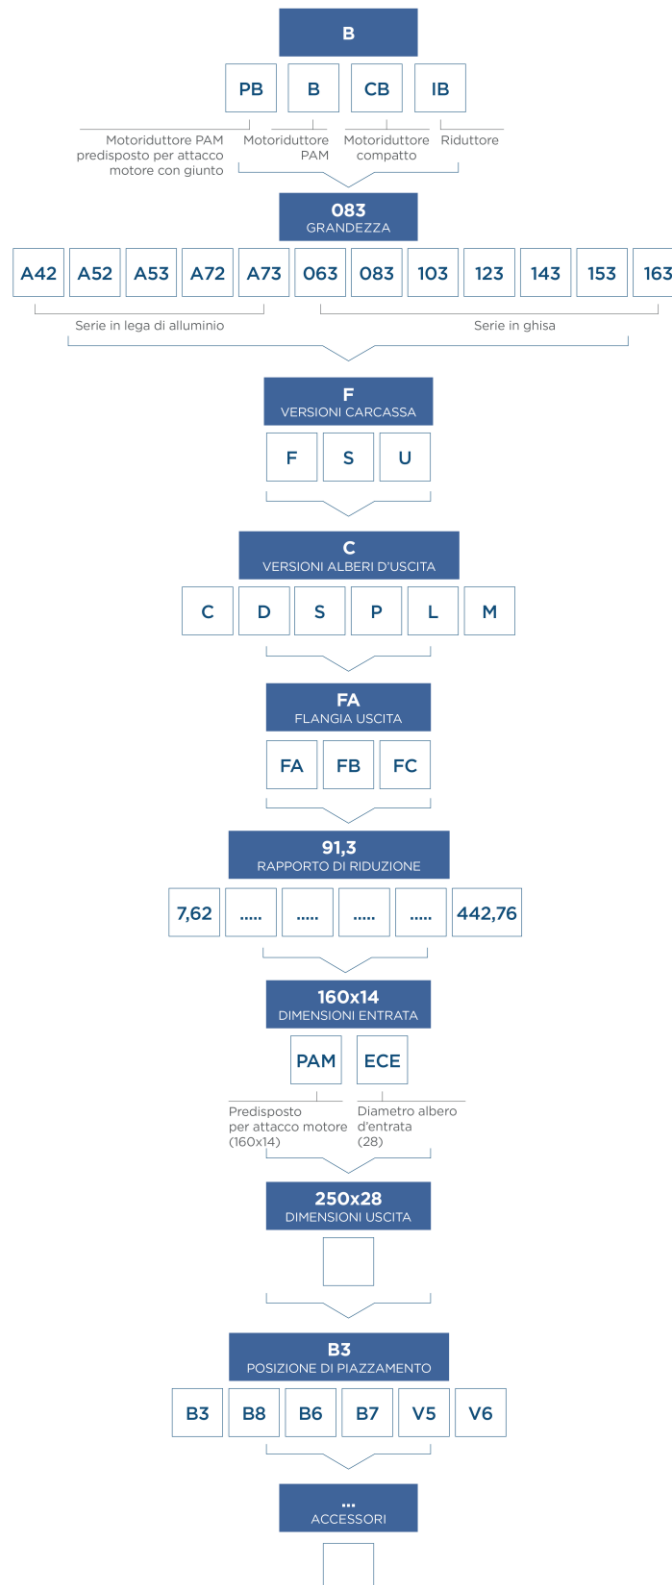 B
PB B CB IB
Motoriduttore PAM
predisposto per attacco
motore con giunto
Motoriduttore
PAM
Motoriduttore
compatto
Riduttore
083
GRANDEZZA
A42 A52 A53 A72 A73 063 083 103 123 143 153 163
Serie in lega di alluminio
Serie in ghisa
F
VERSIONI CARCASSA
F S U
C
VERSIONI ALBERI D'USCITA
C D S P L M
FA
FLANGIA USCITA
FA FB FC
91,3
RAPPORTO DI RIDUZIONE
7,62 ..... ..... ..... ..... 442,76
160x14
DIMENSIONI ENTRATA
PAM ECE
Predisposto
per attacco motore
(160x14)
Diametro albero
d'entrata
(28)
250x28
DIMENSIONI USCITA
B3
POSIZIONE DI PIAZZAMENTO
B3 B8 B6 B7 V5 V6
...
ACCESSORI